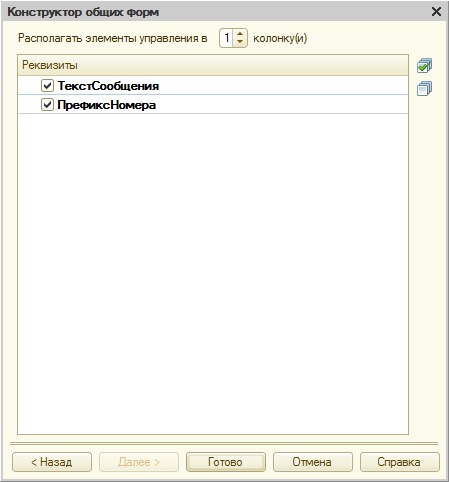 Конструктор общих форм
Располагать элементы управления в 1 колонку(и)
Реквизиты
ТекстСообщения
ПрефиксНомера
< Назад Далее > Готово Отмена Справка